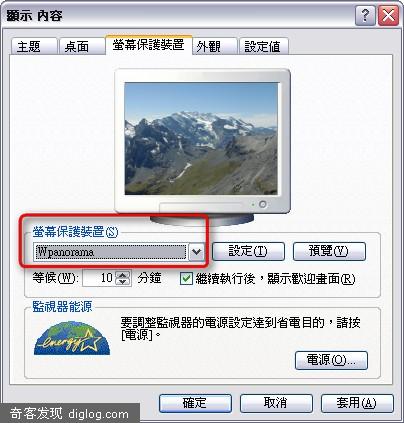 顯示 內容
主題 桌面 螢幕保護裝置 外觀 設定值
螢幕保護裝置(S)
Wpanorama 設定(T) 預覽(V)
等候(W): 10 分鐘 繼續執行後，顯示歡迎畫面(R)
監視器能源
energy
要調整監視器的電源設定達到省電目的，請按
[電源]。
電源(O)...
確定 取消 套用(A)
奇客发现 diglog.com